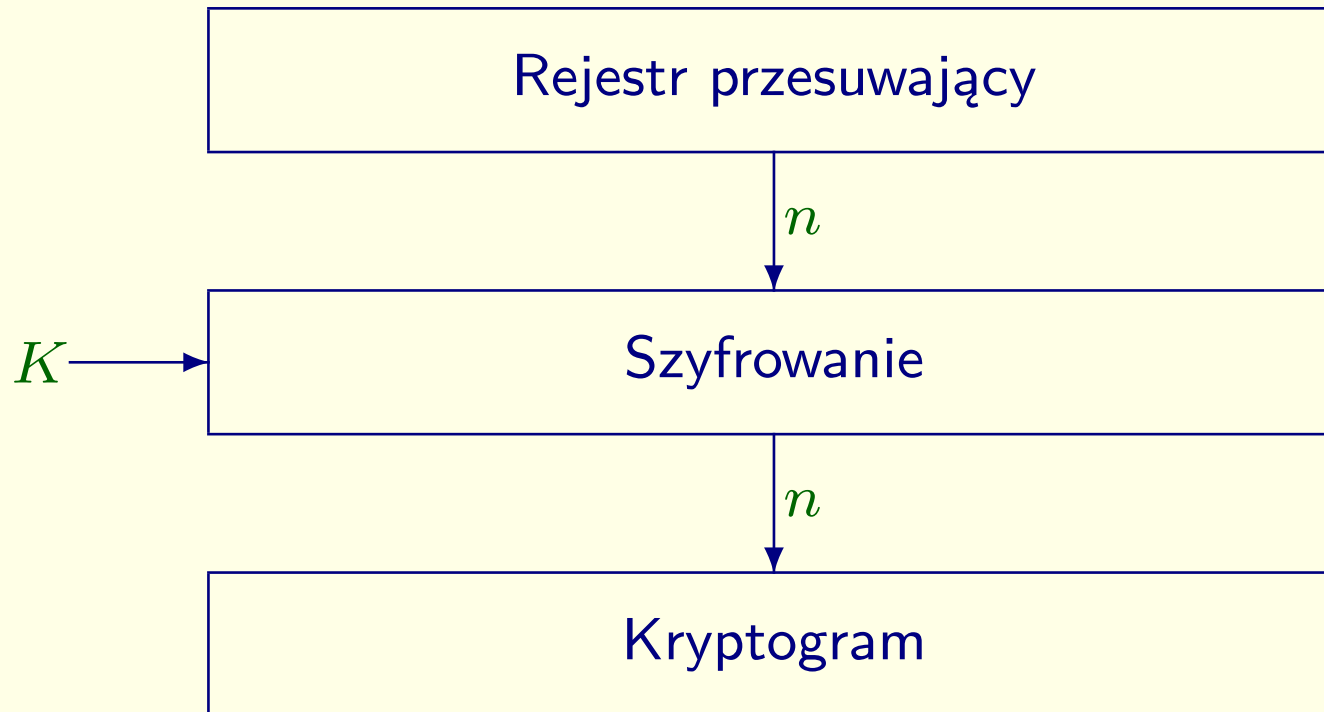 Rejestr przesuwający
n
K
Szyfrowanie
n
Kryptogram